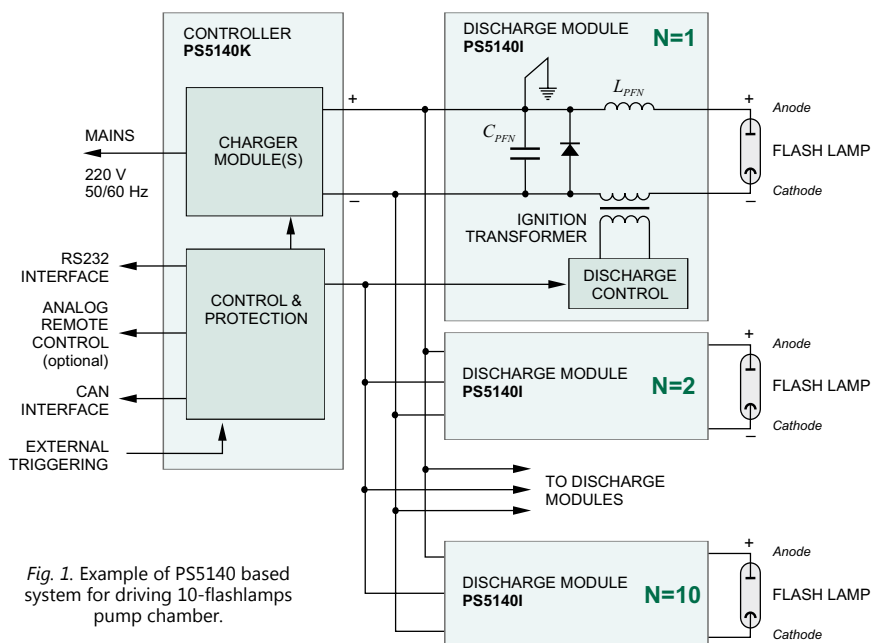 CONTROLLER
PS5140K
CHARGER
MODULE(S)
+
–
MAINS
220 V
50/60 Hz
RS232
INTERFACE
ANALOG
REMOTE
CONTROL
(optional)
CAN
INTERFACE
EXTERNAL
TRIGGERING
CONTROL &
PROTECTION
DISCHARGE MODULE
PS5140I
N=1
L_PFN
C_PFN
IGNITION
TRANSFORMER
DISCHARGE
CONTROL
+
Anode
FLASH LAMP
Cathode
–
DISCHARGE MODULE
PS5140I
N=2
+
Anode
FLASH LAMP
Cathode
–
TO DISCHARGE
MODULES
DISCHARGE MODULE
PS5140I
N=10
+
Anode
FLASH LAMP
Cathode
Fig. 1. Example of PS5140 based
system for driving 10-flashlamps
pump chamber.